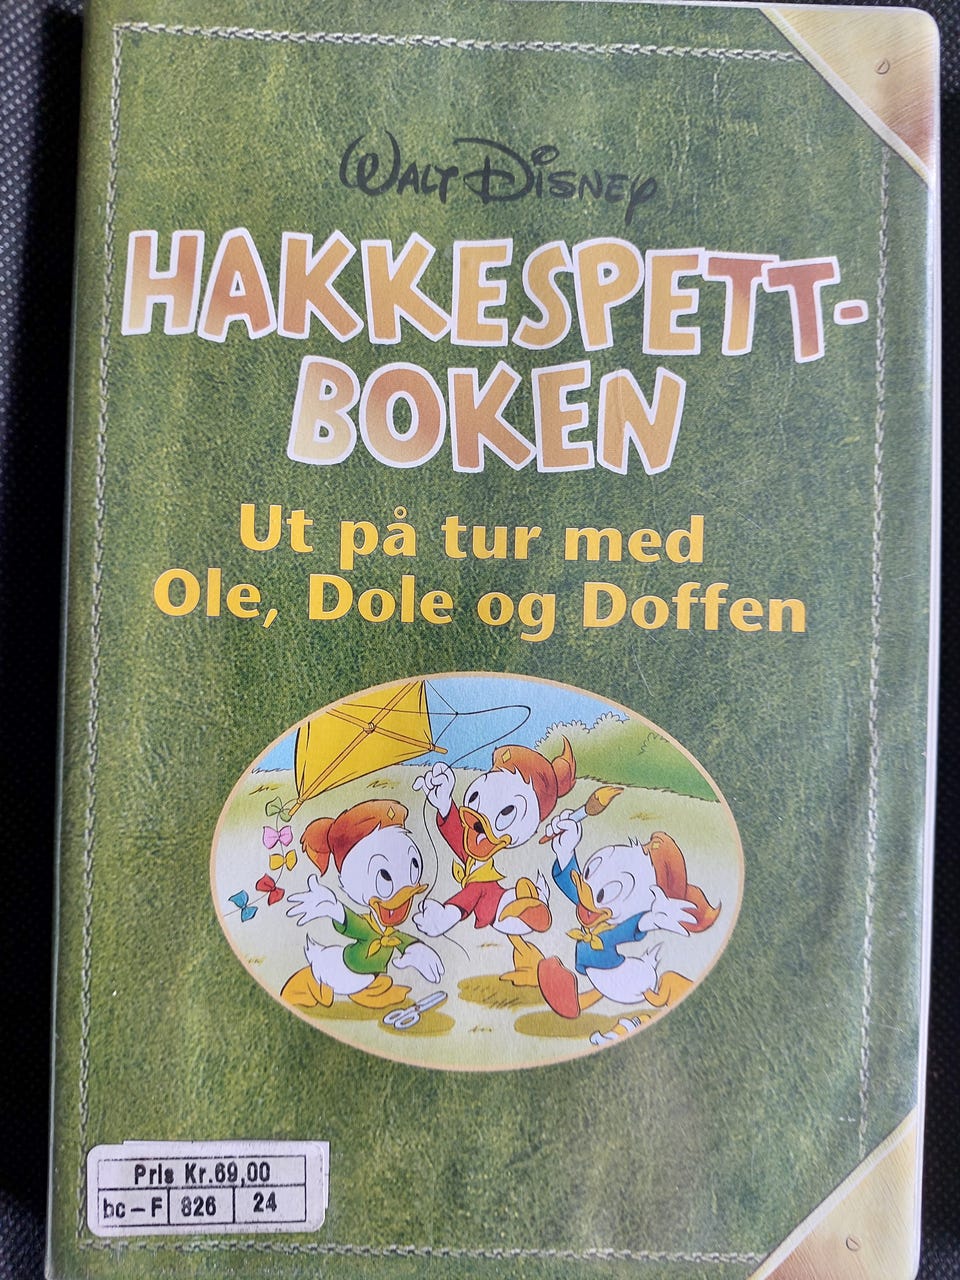 Walt Disney
HAKKESPETT-
BOKEN
Ut på tur med
Ole, Dole og Doffen
Pris Kr.69,00
bc-F 826 24